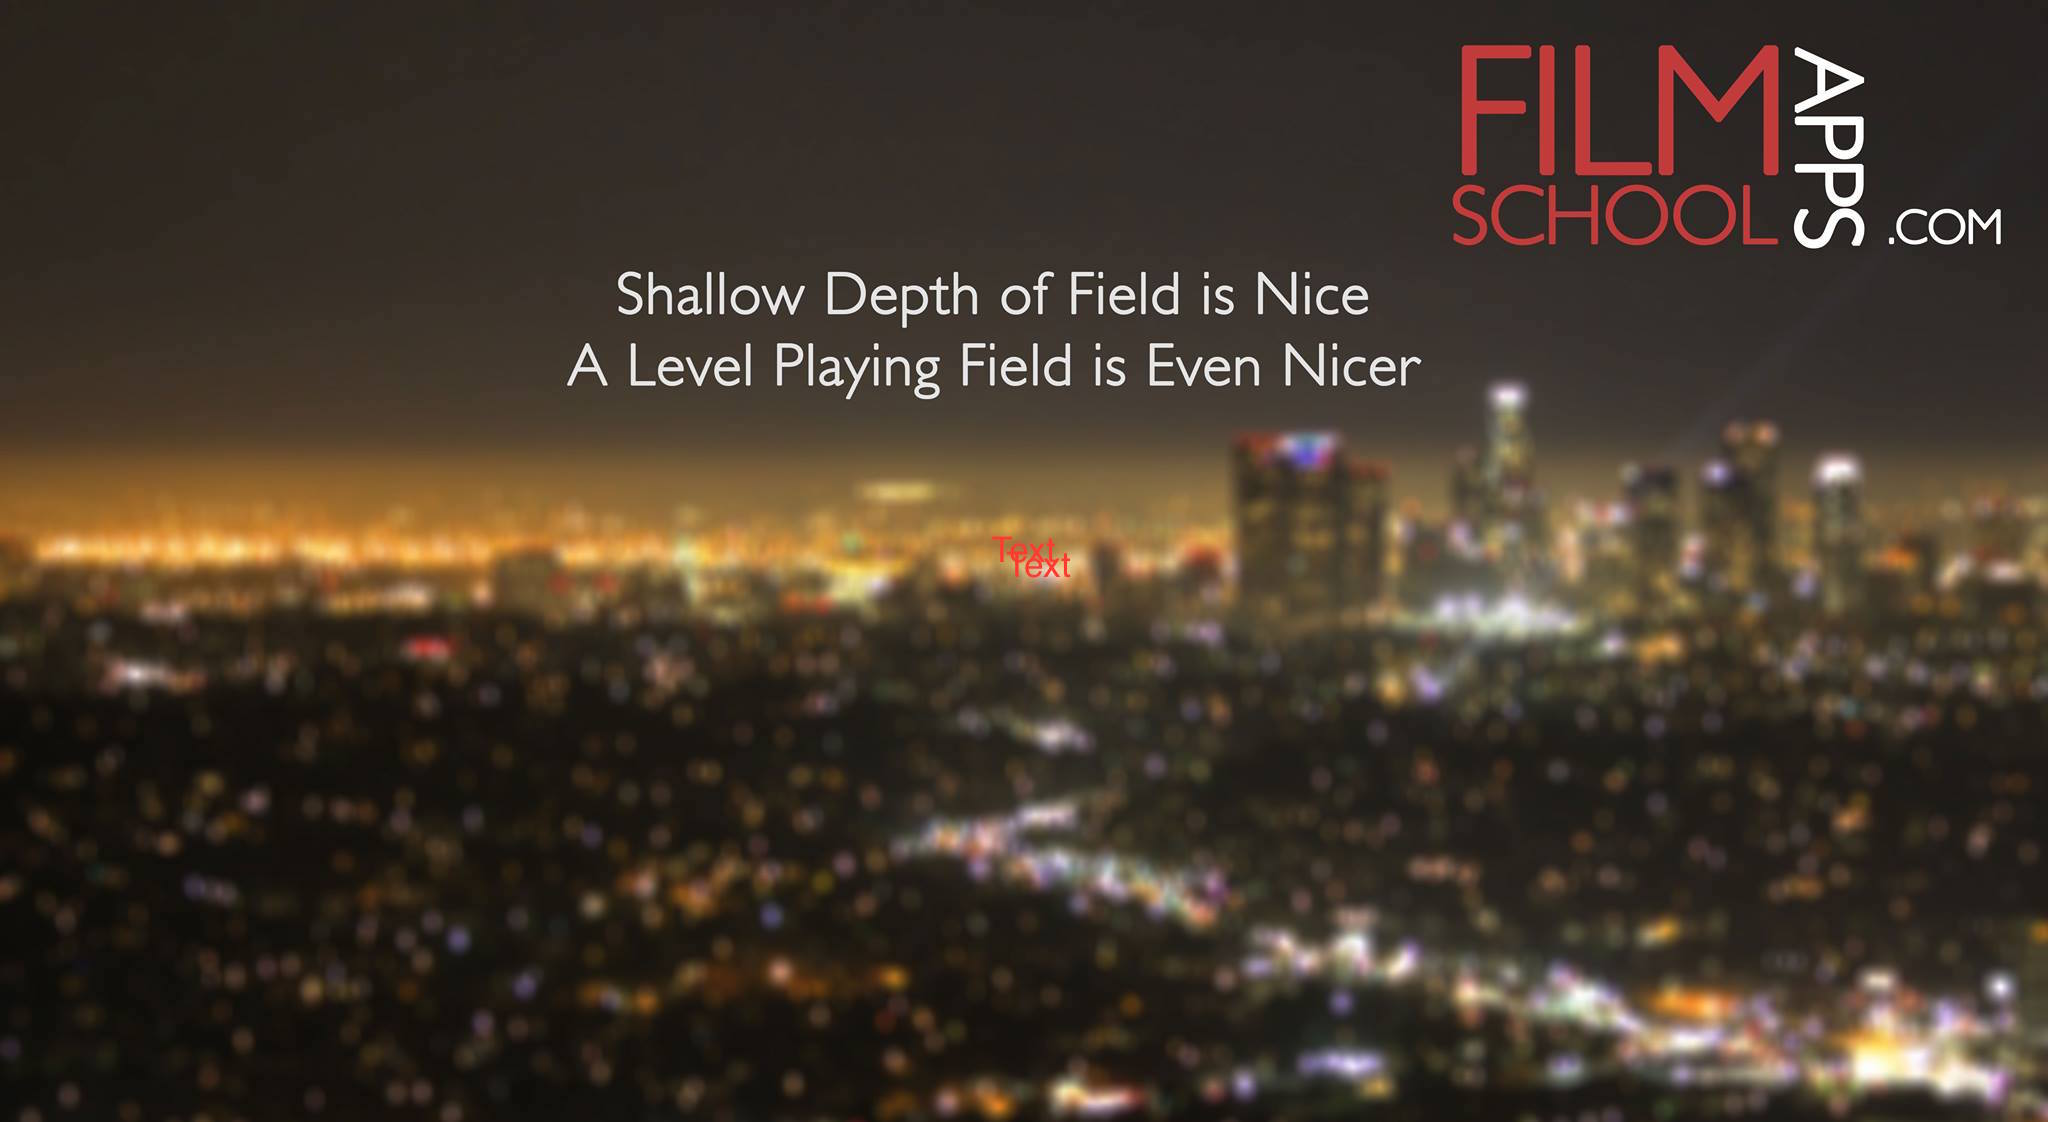 FILM
SCHOOL
APPS
.COM
Shallow Depth of Field is Nice
A Level Playing Field is Even Nicer
Text
Text